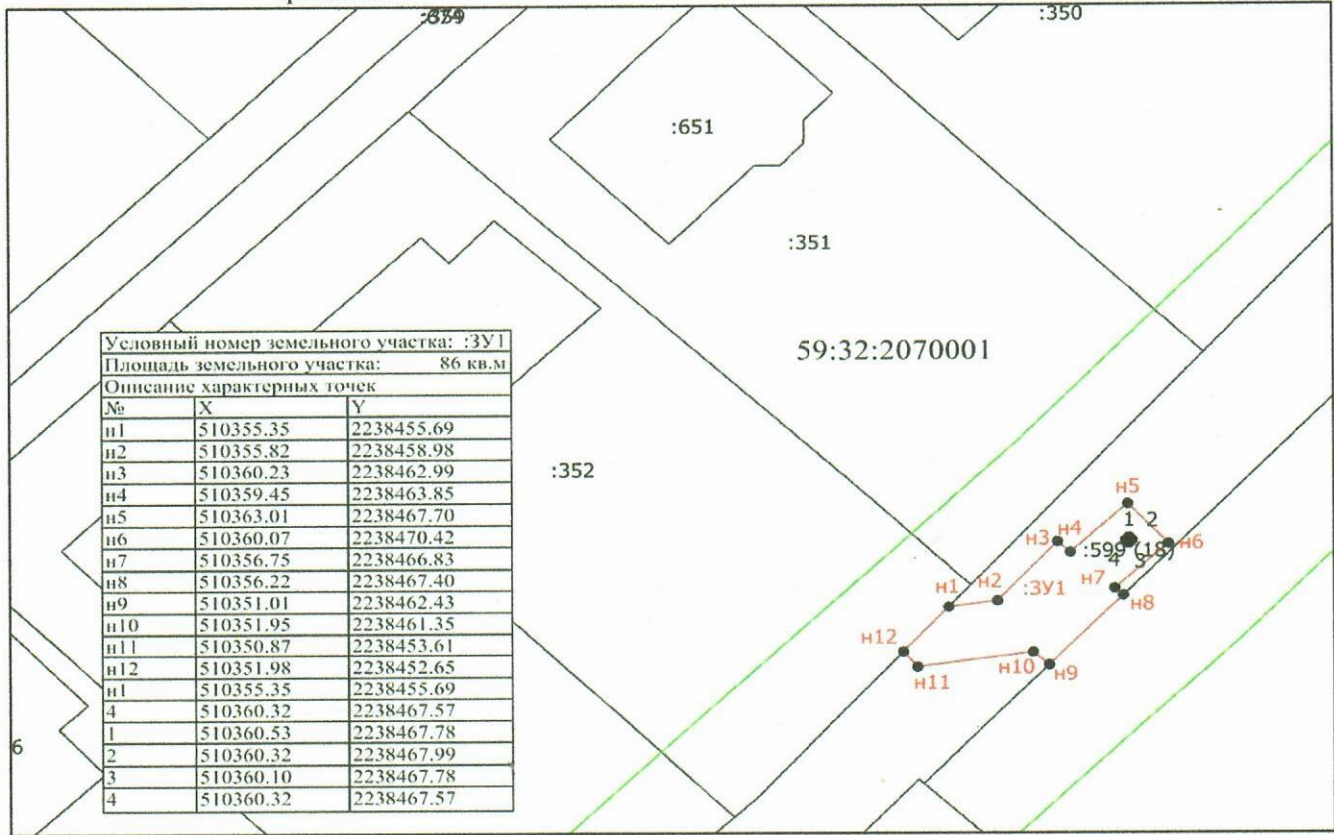 :359
:350
:651
:351
59:32:2070001
Условный номер земельного участка: :ЗУ1
Площадь земельного участка: 86 кв.м
Описание характерных точек
№ X Y
н1 510355.35 2238455.69
н2 510355.82 2238458.98
н3 510360.23 2238462.99
н4 510359.45 2238463.85
н5 510363.01 2238467.70
н6 510360.07 2238470.42
н7 510356.75 2238466.83
н8 510356.22 2238467.40
н9 510351.01 2238462.43
н10 510351.95 2238461.35
н11 510350.87 2238453.61
н12 510351.98 2238452.65
н1 510355.35 2238455.69
4 510360.32 2238467.57
1 510360.53 2238467.78
2 510360.32 2238467.99
3 510360.10 2238467.78
4 510360.32 2238467.57
:352
н5
1 2
н3 н4
н6
:599 (18)
4 3
н7
н1 н2 :ЗУ1
н8
н12
н10
н9
н11
6